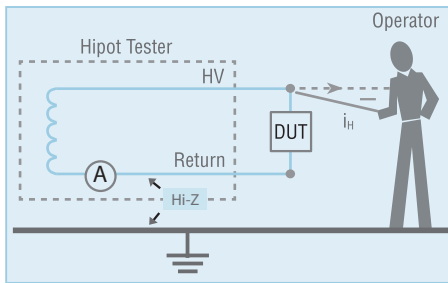 Operator
Hipot Tester
HV
DUT
iH
A
Return
Hi-Z